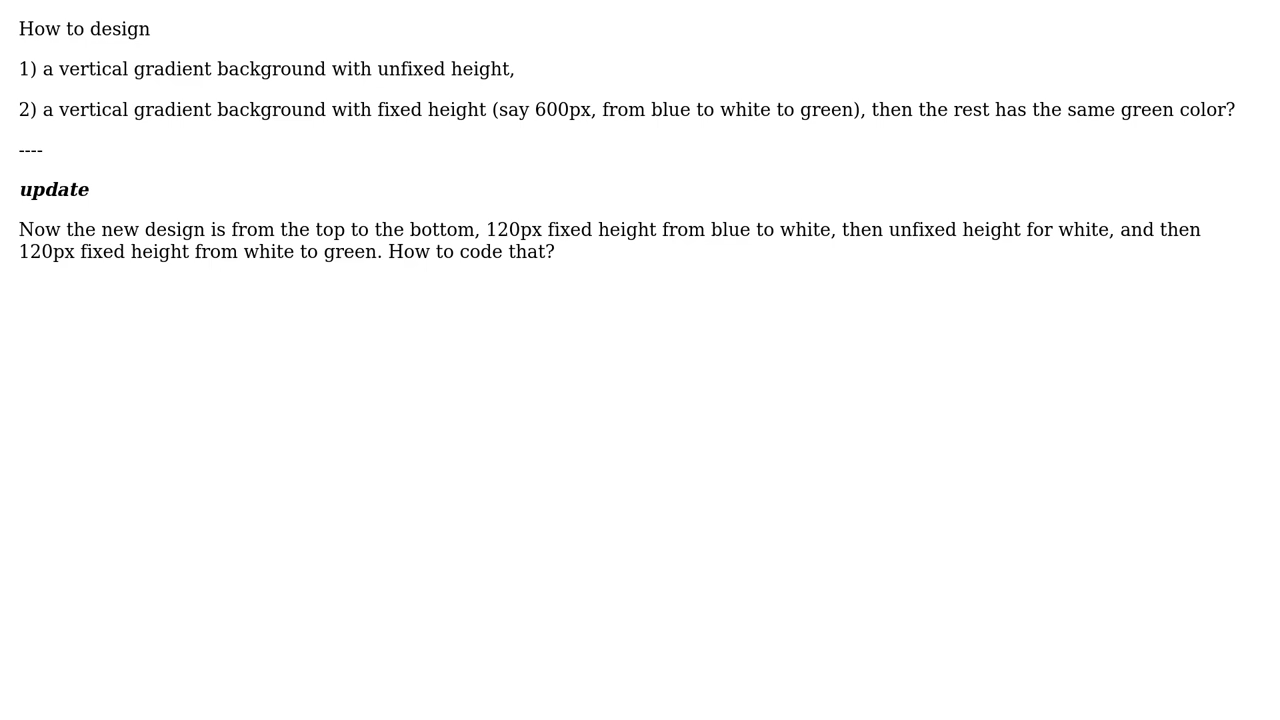 How to design
1) a vertical gradient background with unfixed height,
2) a vertical gradient background with fixed height (say 600px, from blue to white to green), then the rest has the same green color?
----
update
Now the new design is from the top to the bottom, 120px fixed height from blue to white, then unfixed height for white, and then
120px fixed height from white to green. How to code that?